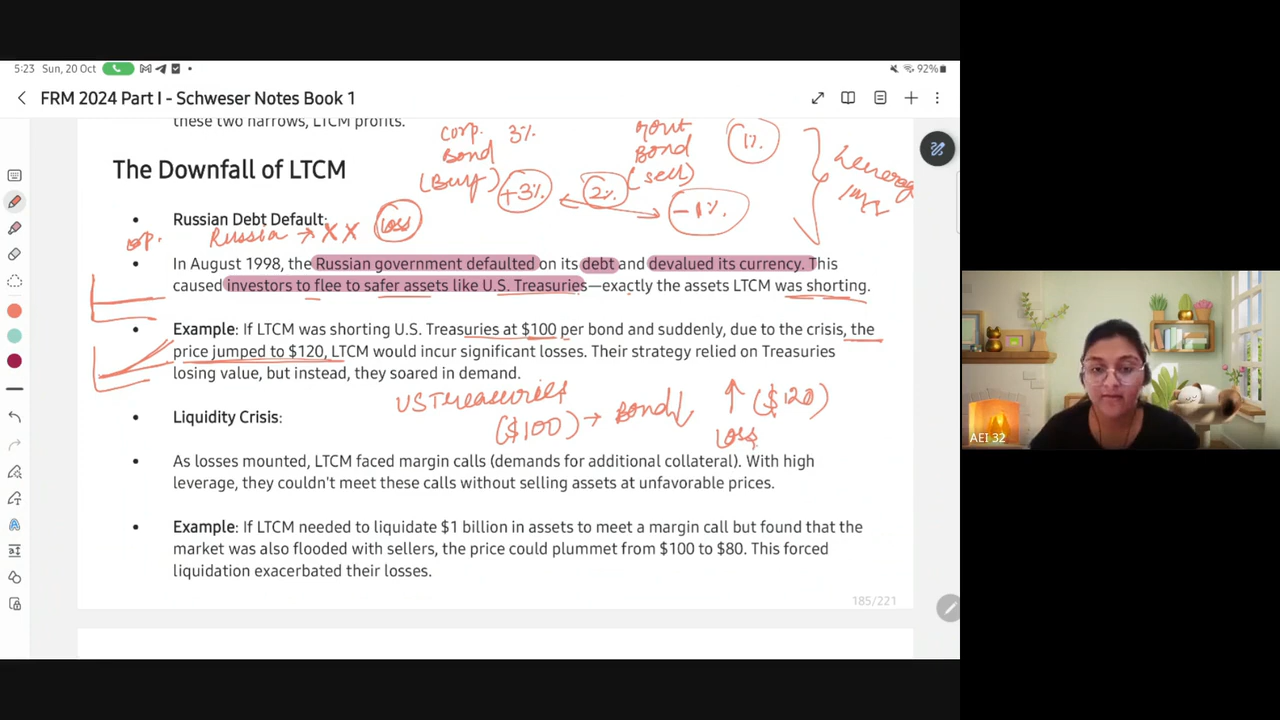 5:23 Sun, 20 Oct 92%
FRM 2024 Part I - Schweser Notes Book 1
these two narrows, LTCM profits.
corp. 3%
Bond
(Buy)
+3%
2%
Bond
(sell)
1%
-1%
The Downfall of LTCM
• Russian Debt Default:
Russia → X X loss
• In August 1998, the Russian government defaulted on its debt and devalued its currency. This
caused investors to flee to safer assets like U.S. Treasuries—exactly the assets LTCM was shorting.
• Example: If LTCM was shorting U.S. Treasuries at $100 per bond and suddenly, due to the crisis, the
price jumped to $120, LTCM would incur significant losses. Their strategy relied on Treasuries
losing value, but instead, they soared in demand.
US Treasuries
($100) → Bond ↓ ↑ ($120)
Loss
• Liquidity Crisis:
• As losses mounted, LTCM faced margin calls (demands for additional collateral). With high
leverage, they couldn't meet these calls without selling assets at unfavorable prices.
• Example: If LTCM needed to liquidate $1 billion in assets to meet a margin call but found that the
market was also flooded with sellers, the price could plummet from $100 to $80. This forced
liquidation exacerbated their losses.
185/221
AEI 32